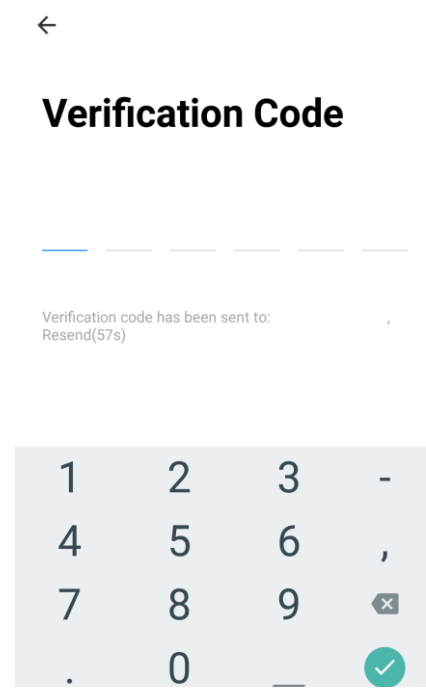 Verification Code
Verification code has been sent to: ,
Resend(57s)
1 2 3 -
4 5 6 ,
7 8 9
. 0 _